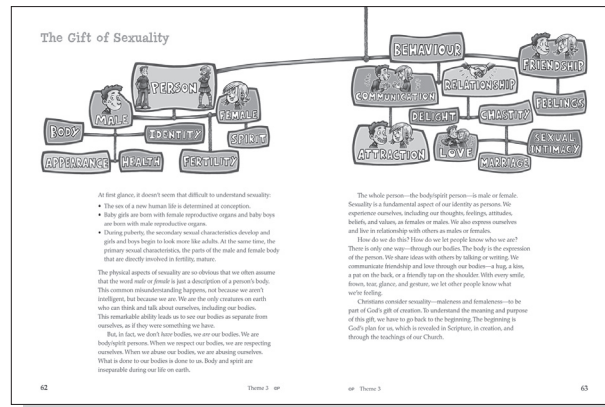 The Gift of Sexuality
PERSON
MALE
FEMALE
BODY
IDENTITY
SPIRIT
APPEARANCE
HEALTH
FERTILITY
At first glance, it doesn't seem that difficult to understand sexuality:
• The sex of a new human life is determined at conception.
• Baby girls are born with female reproductive organs and baby boys
are born with male reproductive organs.
• During puberty, the secondary sexual characteristics develop and
girls and boys begin to look more like adults. At the same time, the
primary sexual characteristics, the parts of the male and female body
that are directly involved in fertility, mature.
The physical aspects of sexuality are so obvious that we often assume
that the word male or female is just a description of a person's body.
This common misunderstanding happens, not because we aren't
intelligent, but because we are. We are the only creatures on earth
who can think and talk about ourselves, including our bodies.
This remarkable ability leads us to see our bodies as separate from
ourselves, as if they were something we have.
But, in fact, we don't have bodies, we are our bodies. We are
body/spirit persons. When we respect our bodies, we are respecting
ourselves. When we abuse our bodies, we are abusing ourselves.
What is done to our bodies is done to us. Body and spirit are
inseparable during our life on earth.
62
Theme 3
BEHAVIOUR
FRIENDSHIP
COMMUNICATION
RELATIONSHIP
FEELINGS
DELIGHT
CHASTITY
ATTRACTION
LOVE
SEXUAL
INTIMACY
MARRIAGE
The whole person—the body/spirit person—is male or female.
Sexuality is a fundamental aspect of our identity as persons. We
experience ourselves, including our thoughts, feelings, attitudes,
beliefs, and values, as females or males. We also express ourselves
and live in relationship with others as males or females.
How do we do this? How do we let people know who we are?
There is only one way—through our bodies. The body is the expression
of the person. We share ideas with others by talking or writing. We
communicate friendship and love through our bodies—a hug, a kiss,
a pat on the back, or a friendly tap on the shoulder. With every smile,
frown, tear, glance, and gesture, we let other people know what
we're feeling.
Christians consider sexuality—maleness and femaleness—to be
part of God's gift of creation. To understand the meaning and purpose
of this gift, we have to go back to the beginning. The beginning is
God's plan for us, which is revealed in Scripture, in creation, and
through the teachings of our Church.
Theme 3
63